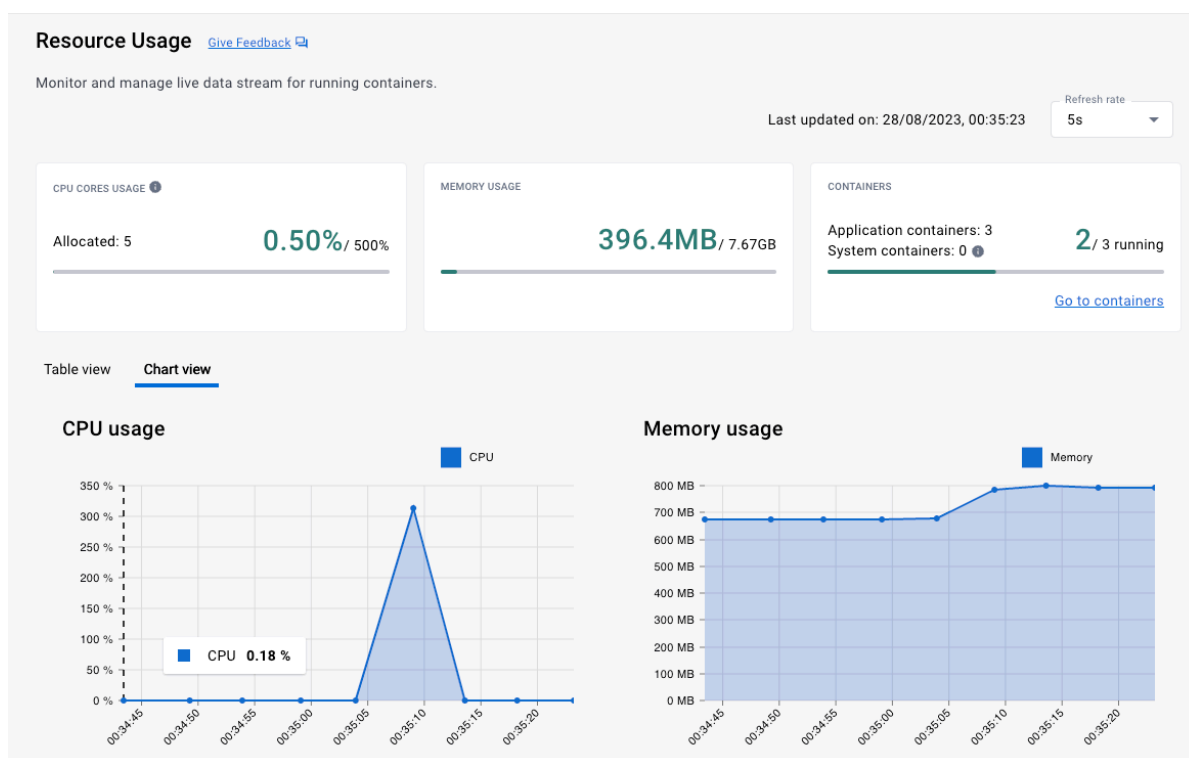 Resource Usage Give Feedback
Monitor and manage live data stream for running containers.
Refresh rate
Last updated on: 28/08/2023, 00:35:23 5s
CPU CORES USAGE
Allocated: 5 0.50% / 500%
MEMORY USAGE
396.4MB / 7.67GB
CONTAINERS
Application containers: 3
System containers: 0
2 / 3 running
Go to containers
Table view Chart view
CPU usage
CPU
350 %
300 %
250 %
200 %
150 %
100 %
50 %
0 %
CPU 0.18 %
00:34:45 00:34:50 00:34:55 00:35:00 00:35:05 00:35:10 00:35:15 00:35:20
Memory usage
Memory
800 MB
700 MB
600 MB
500 MB
400 MB
300 MB
200 MB
100 MB
0 MB
00:34:45 00:34:50 00:34:55 00:35:00 00:35:05 00:35:10 00:35:15 00:35:20